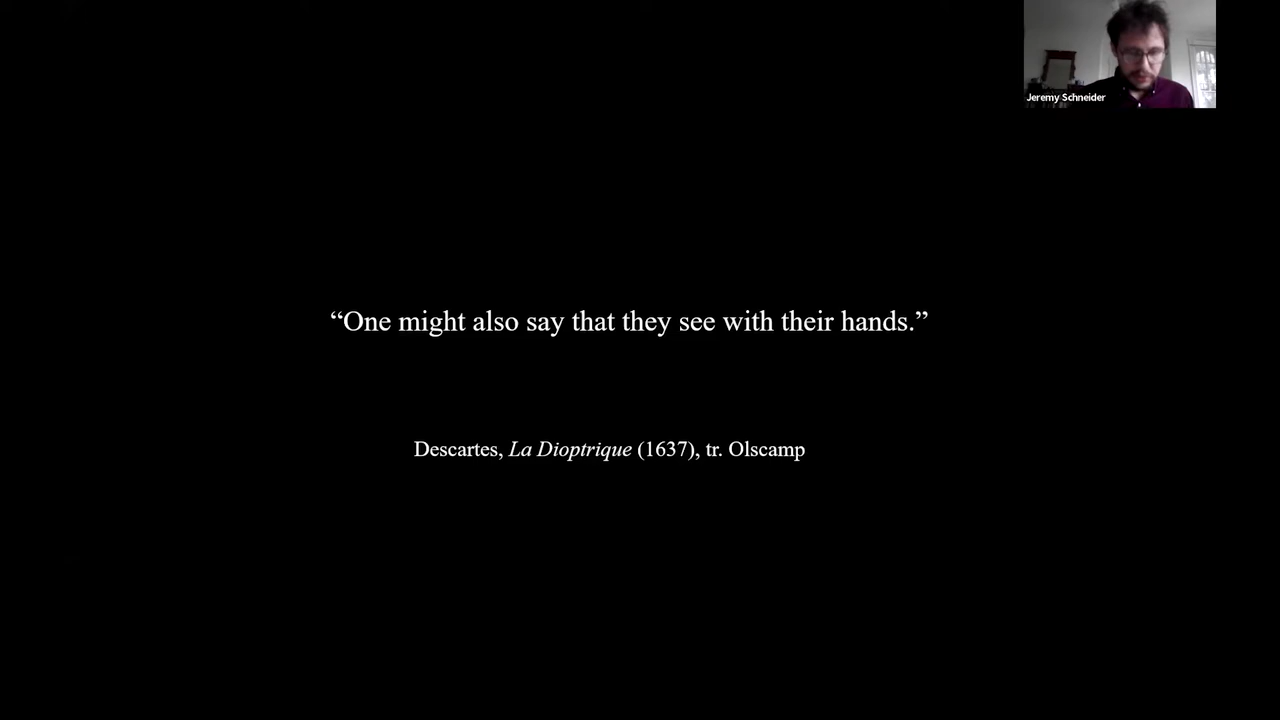 Jeremy Schneider
“One might also say that they see with their hands.”
Descartes, La Dioptrique (1637), tr. Olscamp